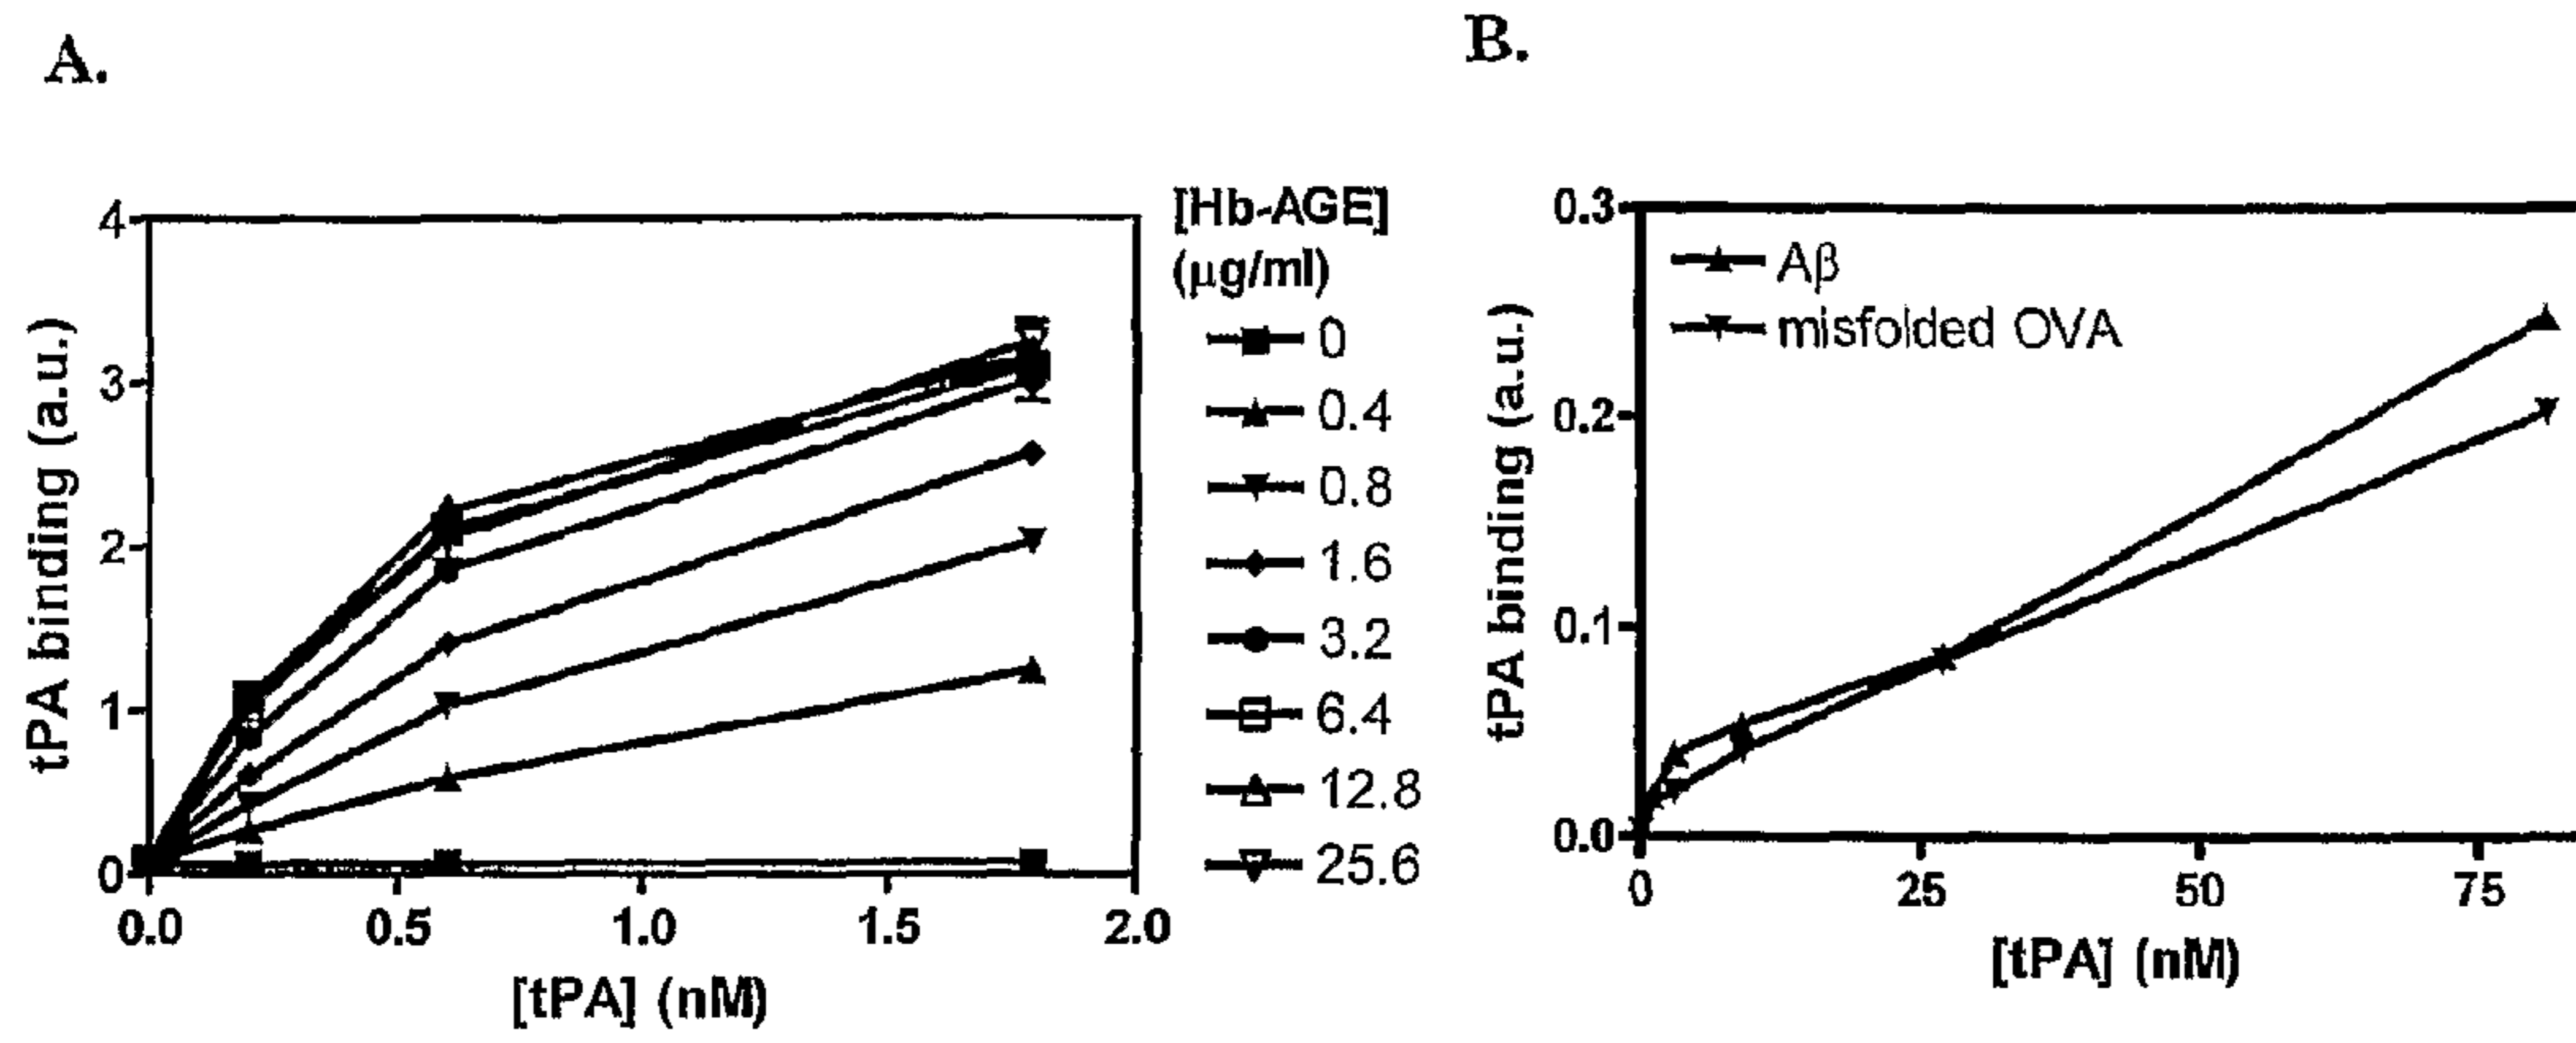 A.
tPA binding (a.u.)
4
3
2
1
0
0.0 0.5 1.0 1.5 2.0
[tPA] (nM)
[Hb-AGE]
(μg/ml)
0
0.4
0.8
1.6
3.2
6.4
12.8
25.6
B.
tPA binding (a.u.)
0.3
0.2
0.1
0.0
Aβ
misfolded OVA
0 25 50 75
[tPA] (nM)